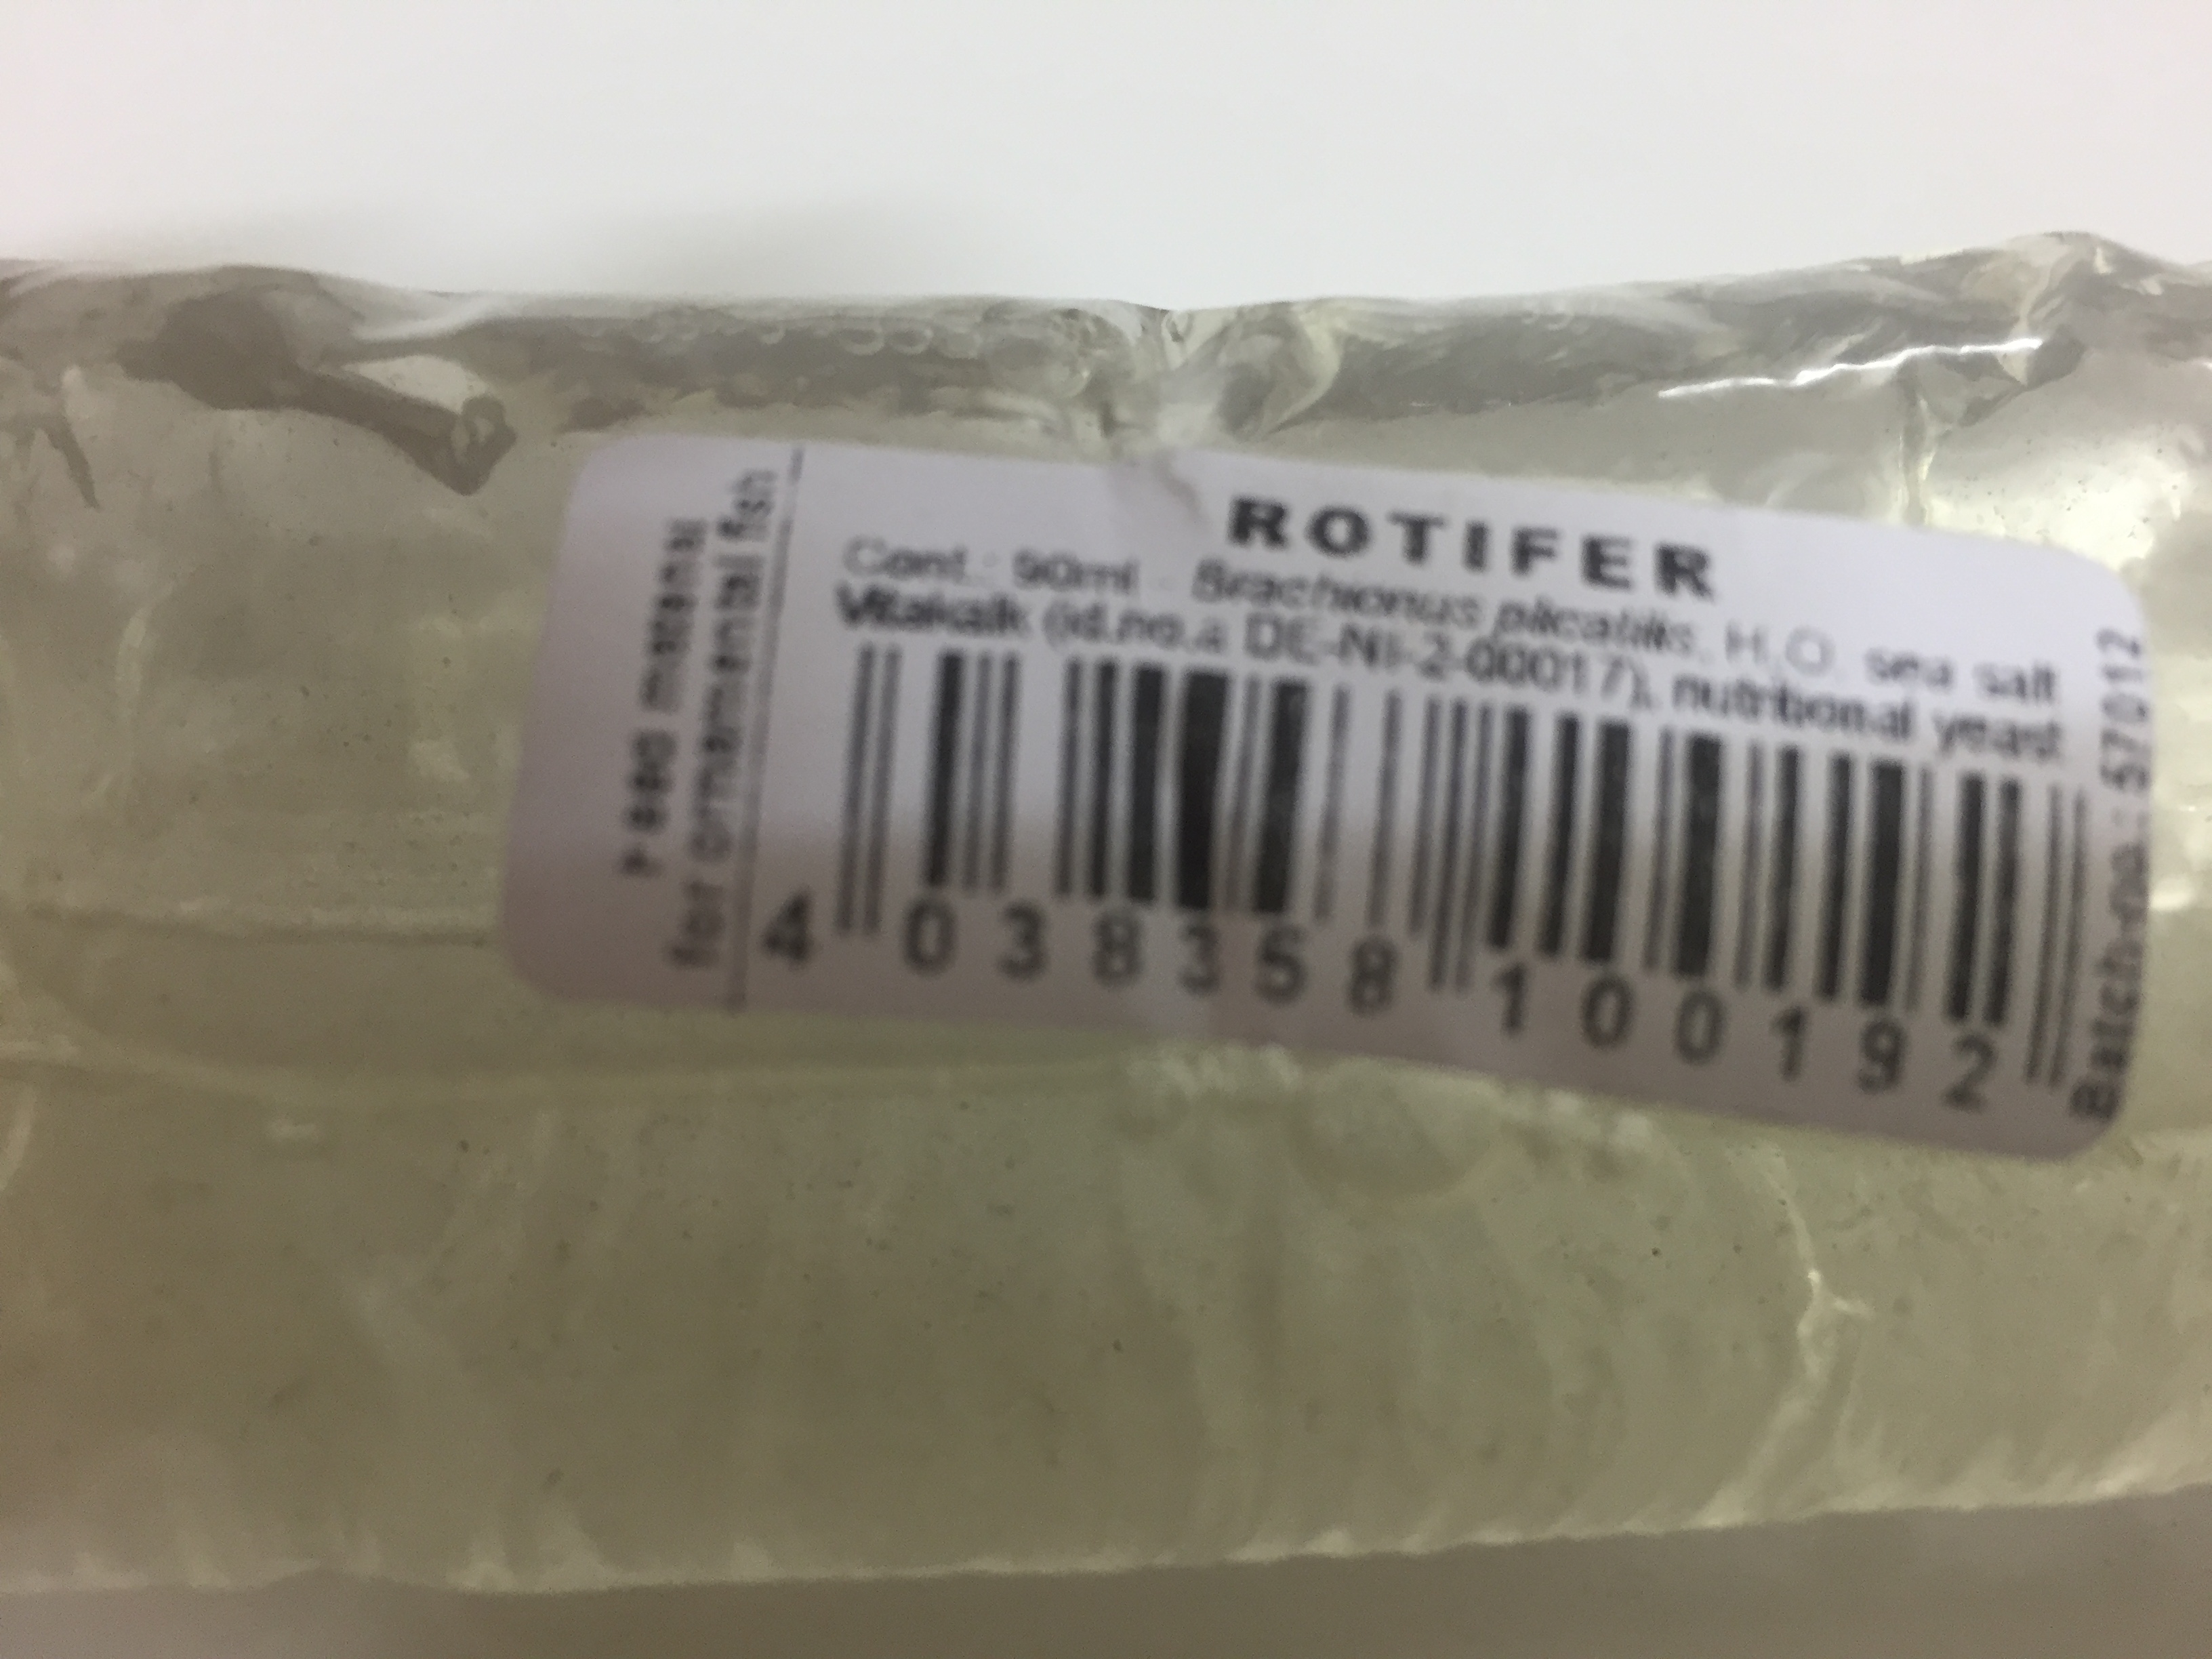 Feed material
for ornamental fish
ROTIFER
Cont.: 90ml - Brachionus plicatilis, H₂O, sea salt
Vitakalk (id.no.a DE-NI-2-00017), nutritional yeast
4 038358 100192
Batch-no.: 57012